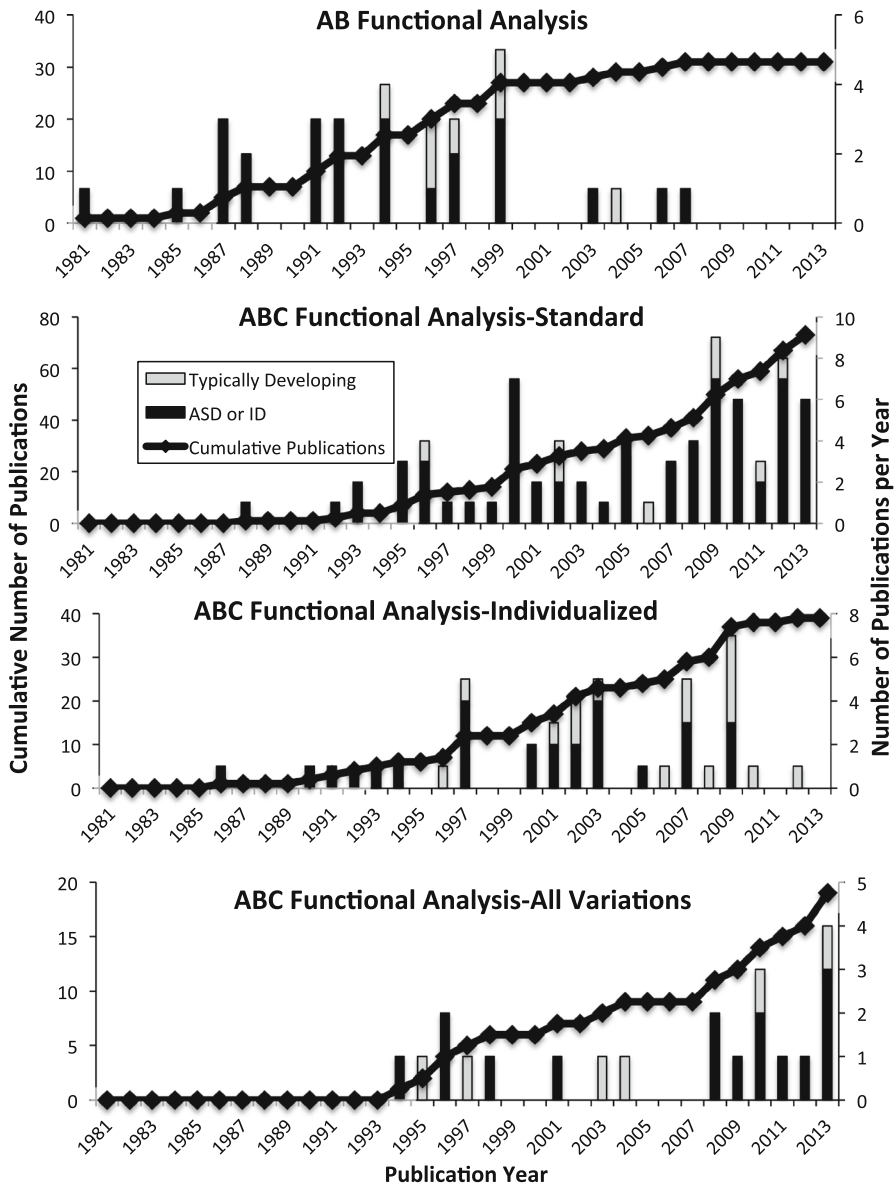 AB Functional Analysis
40
30
20
10
0
6
4
2
0
1981 1983 1985 1987 1989 1991 1993 1995 1997 1999 2001 2003 2005 2007 2009 2011 2013
ABC Functional Analysis-Standard
80
60
40
20
0
10
8
6
4
2
0
Typically Developing
ASD or ID
Cumulative Publications
1981 1983 1985 1987 1989 1991 1993 1995 1997 1999 2001 2003 2005 2007 2009 2011 2013
Cumulative Number of Publications
Number of Publications per Year
ABC Functional Analysis-Individualized
40
30
20
10
0
8
6
4
2
0
1981 1983 1985 1987 1989 1991 1993 1995 1997 1999 2001 2003 2005 2007 2009 2011 2013
ABC Functional Analysis-All Variations
20
15
10
5
0
5
4
3
2
1
0
1981 1983 1985 1987 1989 1991 1993 1995 1997 1999 2001 2003 2005 2007 2009 2011 2013
Publication Year